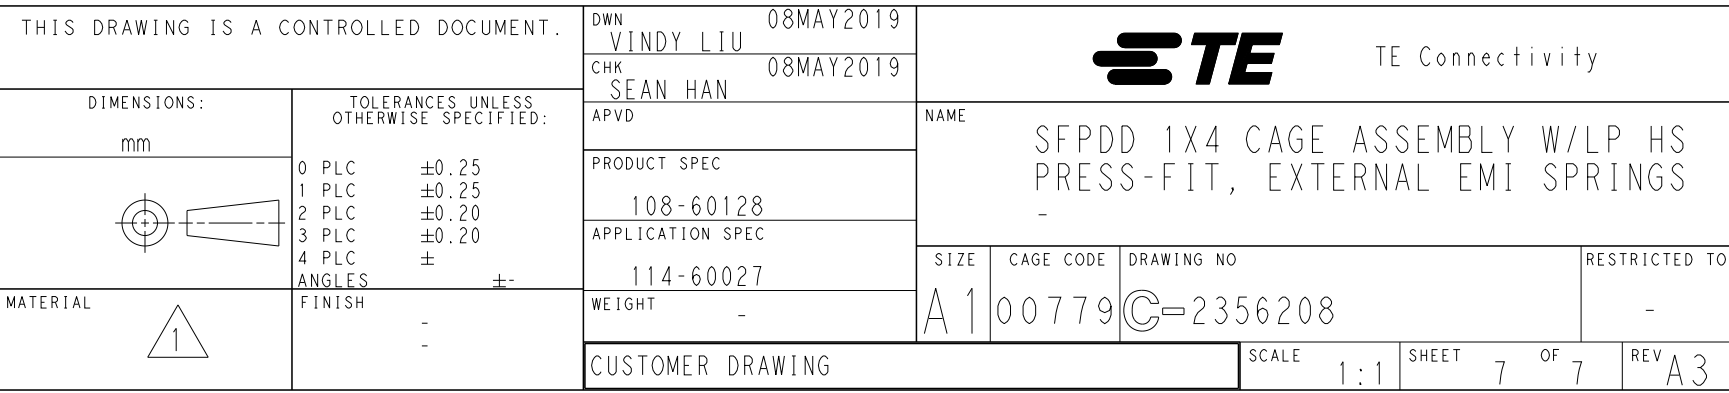 THIS DRAWING IS A CONTROLLED DOCUMENT.
DWN 08MAY2019
VINDY LIU
CHK 08MAY2019
SEAN HAN
APVD
TE TE Connectivity
DIMENSIONS:
mm
TOLERANCES UNLESS
OTHERWISE SPECIFIED:
0 PLC ±0.25
1 PLC ±0.25
2 PLC ±0.20
3 PLC ±0.20
4 PLC ±
ANGLES ±-
PRODUCT SPEC
108-60128
APPLICATION SPEC
114-60027
WEIGHT -
NAME
SFPDD 1X4 CAGE ASSEMBLY W/LP HS
PRESS-FIT, EXTERNAL EMI SPRINGS
-
MATERIAL
1
FINISH
-
-
SIZE
A1
CAGE CODE
00779
DRAWING NO
C-2356208
RESTRICTED TO
-
CUSTOMER DRAWING
SCALE 1:1
SHEET 7 OF 7
REV A3